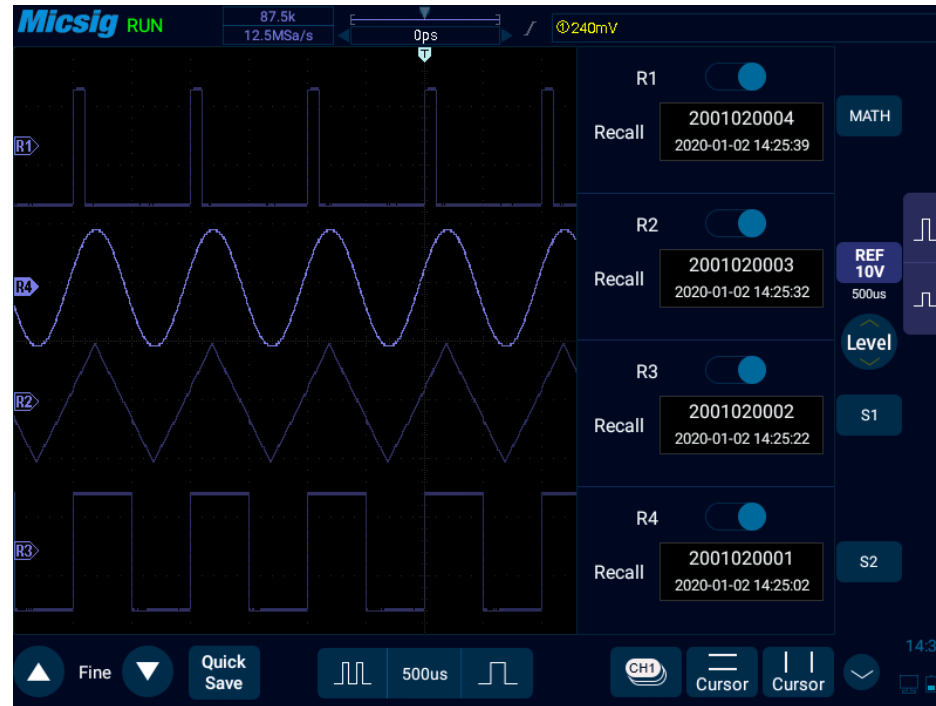 Micsig RUN
87.5k
12.5MSa/s
0ps
①240mV
T
R1
2001020004
Recall
2020-01-02 14:25:39
MATH
R1
R2
2001020003
Recall
2020-01-02 14:25:32
REF
10V
500us
R4
Level
R3
2001020002
Recall
2020-01-02 14:25:22
S1
R2
R4
2001020001
Recall
2020-01-02 14:25:02
S2
R3
Fine
Quick
Save
500us
CH1
Cursor
Cursor